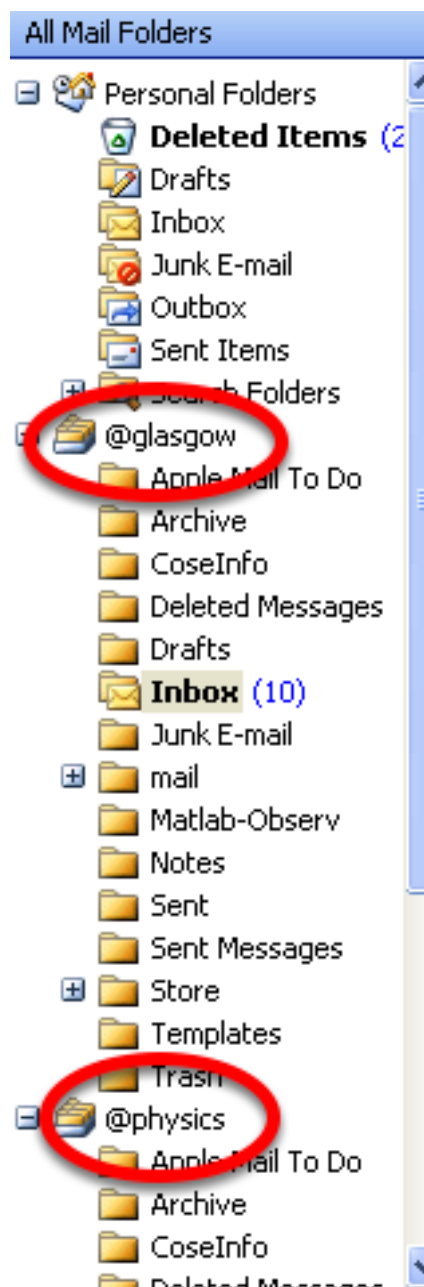 All Mail Folders
Personal Folders
Deleted Items (2
Drafts
Inbox
Junk E-mail
Outbox
Sent Items
Search Folders
@glasgow
Apple Mail To Do
Archive
CoseInfo
Deleted Messages
Drafts
Inbox (10)
Junk E-mail
mail
Matlab-Observ
Notes
Sent
Sent Messages
Store
Templates
Trash
@physics
Apple Mail To Do
Archive
CoseInfo
Deleted Messages